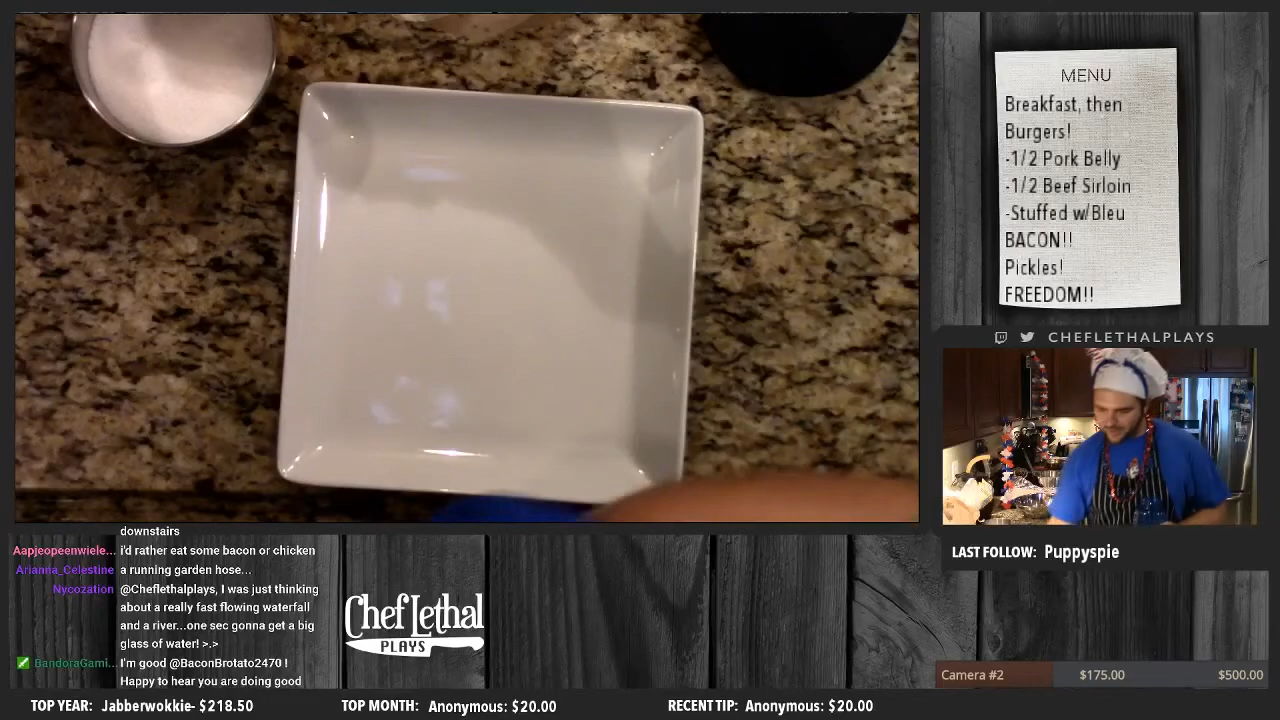 MENU
Breakfast, then
Burgers!
-1/2 Pork Belly
-1/2 Beef Sirloin
-Stuffed w/Bleu
BACON!!
Pickles!
FREEDOM!!
CHEFLETHALPLAYS
LAST FOLLOW: Puppyspie
downstairs
Aapjeopeenwiele... i'd rather eat some bacon or chicken
Arianna_Celestine a running garden hose...
Nycozation @Cheflethalplays, I was just thinking
about a really fast flowing waterfall
and a river...one sec gonna get a big
glass of water! >.>
BandoraGami... I'm good @BaconBrotato2470 !
Happy to hear you are doing good
Chef Lethal
PLAYS
Camera #2 $175.00 $500.00
TOP YEAR: Jabberwokkie- $218.50 TOP MONTH: Anonymous: $20.00 RECENT TIP: Anonymous: $20.00